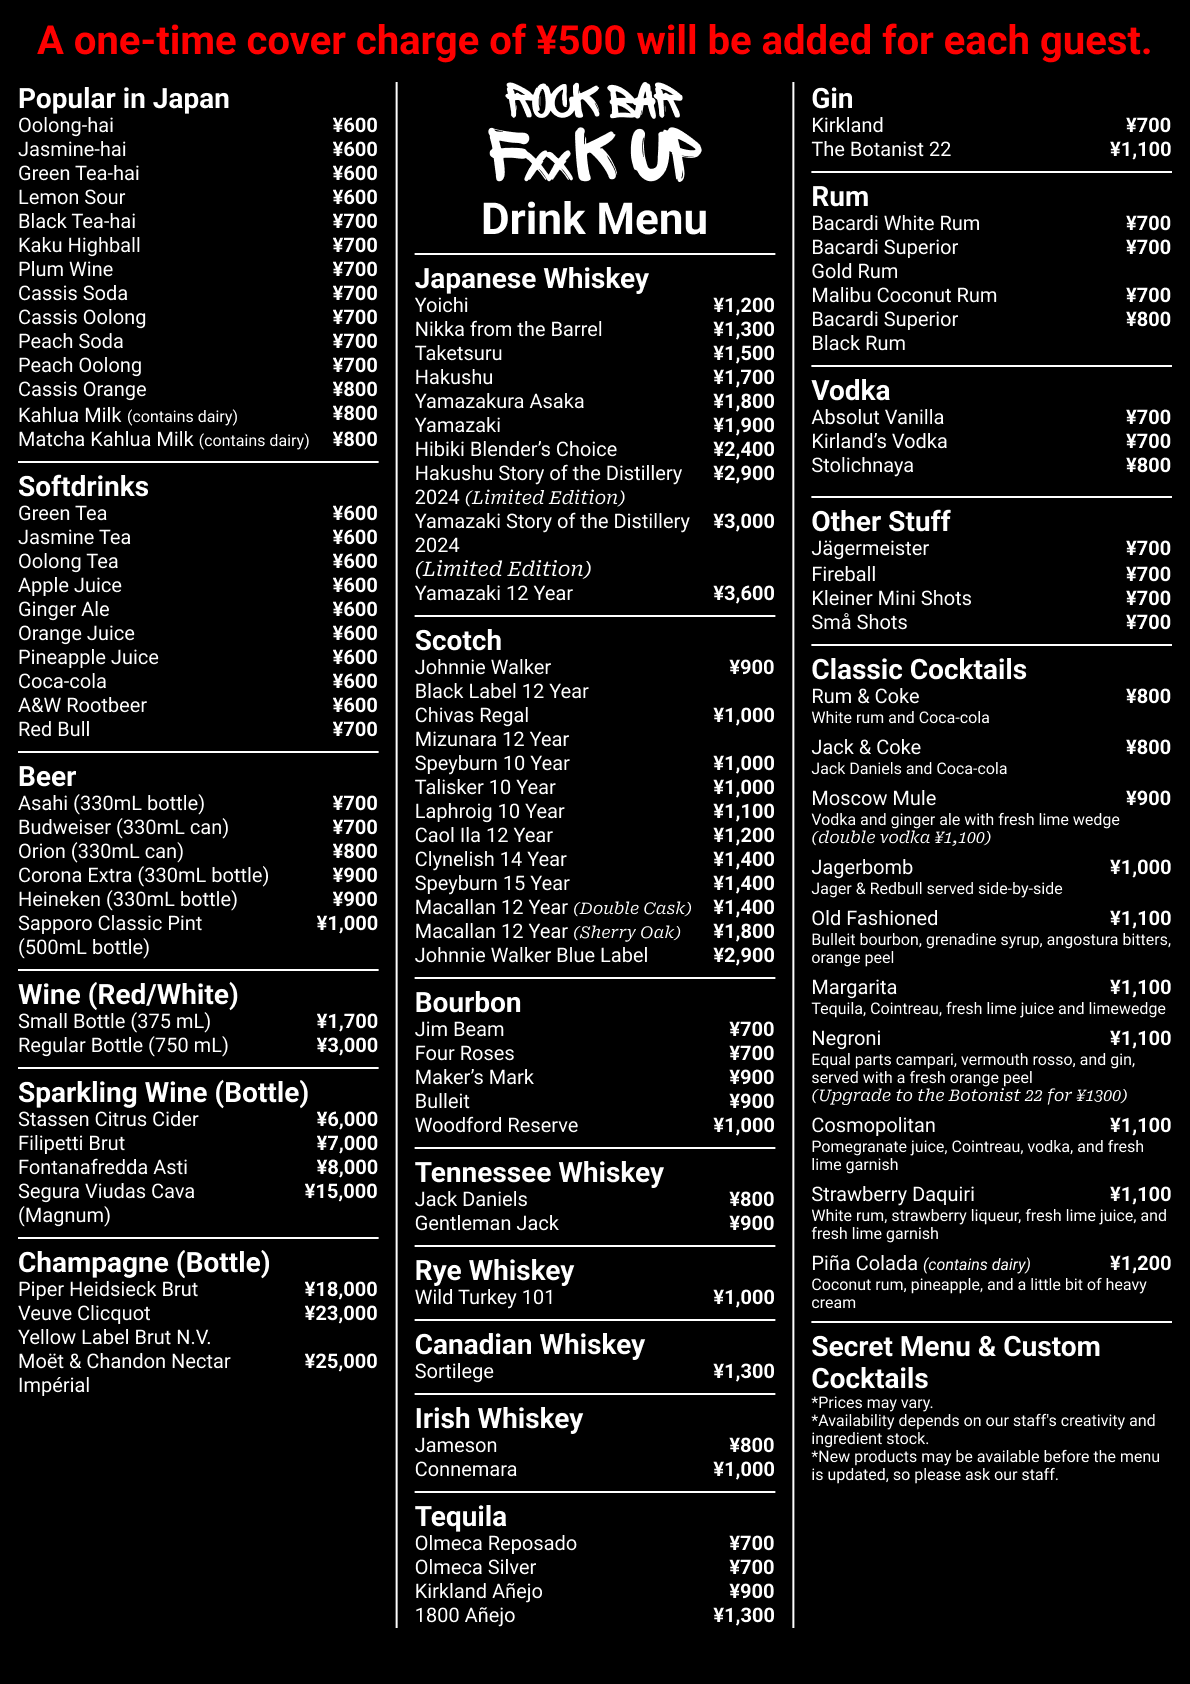 A one-time cover charge of ¥500 will be added for each guest.
Popular in Japan
Oolong-hai ¥600
Jasmine-hai ¥600
Green Tea-hai ¥600
Lemon Sour ¥600
Black Tea-hai ¥700
Kaku Highball ¥700
Plum Wine ¥700
Cassis Soda ¥700
Cassis Oolong ¥700
Peach Soda ¥700
Peach Oolong ¥700
Cassis Orange ¥800
Kahlua Milk (contains dairy) ¥800
Matcha Kahlua Milk (contains dairy) ¥800
Softdrinks
Green Tea ¥600
Jasmine Tea ¥600
Oolong Tea ¥600
Apple Juice ¥600
Ginger Ale ¥600
Orange Juice ¥600
Pineapple Juice ¥600
Coca-cola ¥600
A&W Rootbeer ¥600
Red Bull ¥700
Beer
Asahi (330mL bottle) ¥700
Budweiser (330mL can) ¥700
Orion (330mL can) ¥800
Corona Extra (330mL bottle) ¥900
Heineken (330mL bottle) ¥900
Sapporo Classic Pint ¥1,000
(500mL bottle)
Wine (Red/White)
Small Bottle (375 mL) ¥1,700
Regular Bottle (750 mL) ¥3,000
Sparkling Wine (Bottle)
Stassen Citrus Cider ¥6,000
Filipetti Brut ¥7,000
Fontanafredda Asti ¥8,000
Segura Viudas Cava ¥15,000
(Magnum)
Champagne (Bottle)
Piper Heidsieck Brut ¥18,000
Veuve Clicquot ¥23,000
Yellow Label Brut N.V.
Moët & Chandon Nectar ¥25,000
Impérial
ROCK BAR
FxxK UP
Drink Menu
Japanese Whiskey
Yoichi ¥1,200
Nikka from the Barrel ¥1,300
Taketsuru ¥1,500
Hakushu ¥1,700
Yamazakura Asaka ¥1,800
Yamazaki ¥1,900
Hibiki Blender’s Choice ¥2,400
Hakushu Story of the Distillery ¥2,900
2024 (Limited Edition)
Yamazaki Story of the Distillery ¥3,000
2024
(Limited Edition)
Yamazaki 12 Year ¥3,600
Scotch
Johnnie Walker ¥900
Black Label 12 Year
Chivas Regal ¥1,000
Mizunara 12 Year
Speyburn 10 Year ¥1,000
Talisker 10 Year ¥1,000
Laphroig 10 Year ¥1,100
Caol Ila 12 Year ¥1,200
Clynelish 14 Year ¥1,400
Speyburn 15 Year ¥1,400
Macallan 12 Year (Double Cask) ¥1,400
Macallan 12 Year (Sherry Oak) ¥1,800
Johnnie Walker Blue Label ¥2,900
Bourbon
Jim Beam ¥700
Four Roses ¥700
Maker’s Mark ¥900
Bulleit ¥900
Woodford Reserve ¥1,000
Tennessee Whiskey
Jack Daniels ¥800
Gentleman Jack ¥900
Rye Whiskey
Wild Turkey 101 ¥1,000
Canadian Whiskey
Sortilege ¥1,300
Irish Whiskey
Jameson ¥800
Connemara ¥1,000
Tequila
Olmeca Reposado ¥700
Olmeca Silver ¥700
Kirkland Añejo ¥900
1800 Añejo ¥1,300
Gin
Kirkland ¥700
The Botanist 22 ¥1,100
Rum
Bacardi White Rum ¥700
Bacardi Superior ¥700
Gold Rum
Malibu Coconut Rum ¥700
Bacardi Superior ¥800
Black Rum
Vodka
Absolut Vanilla ¥700
Kirland’s Vodka ¥700
Stolichnaya ¥800
Other Stuff
Jägermeister ¥700
Fireball ¥700
Kleiner Mini Shots ¥700
Små Shots ¥700
Classic Cocktails
Rum & Coke ¥800
White rum and Coca-cola
Jack & Coke ¥800
Jack Daniels and Coca-cola
Moscow Mule ¥900
Vodka and ginger ale with fresh lime wedge
(double vodka ¥1,100)
Jagerbomb ¥1,000
Jager & Redbull served side-by-side
Old Fashioned ¥1,100
Bulleit bourbon, grenadine syrup, angostura bitters,
orange peel
Margarita ¥1,100
Tequila, Cointreau, fresh lime juice and limewedge
Negroni ¥1,100
Equal parts campari, vermouth rosso, and gin,
served with a fresh orange peel
(Upgrade to the Botonist 22 for ¥1300)
Cosmopolitan ¥1,100
Pomegranate juice, Cointreau, vodka, and fresh
lime garnish
Strawberry Daquiri ¥1,100
White rum, strawberry liqueur, fresh lime juice, and
fresh lime garnish
Piña Colada (contains dairy) ¥1,200
Coconut rum, pineapple, and a little bit of heavy
cream
Secret Menu & Custom
Cocktails
*Prices may vary.
*Availability depends on our staff's creativity and
ingredient stock.
*New products may be available before the menu
is updated, so please ask our staff.